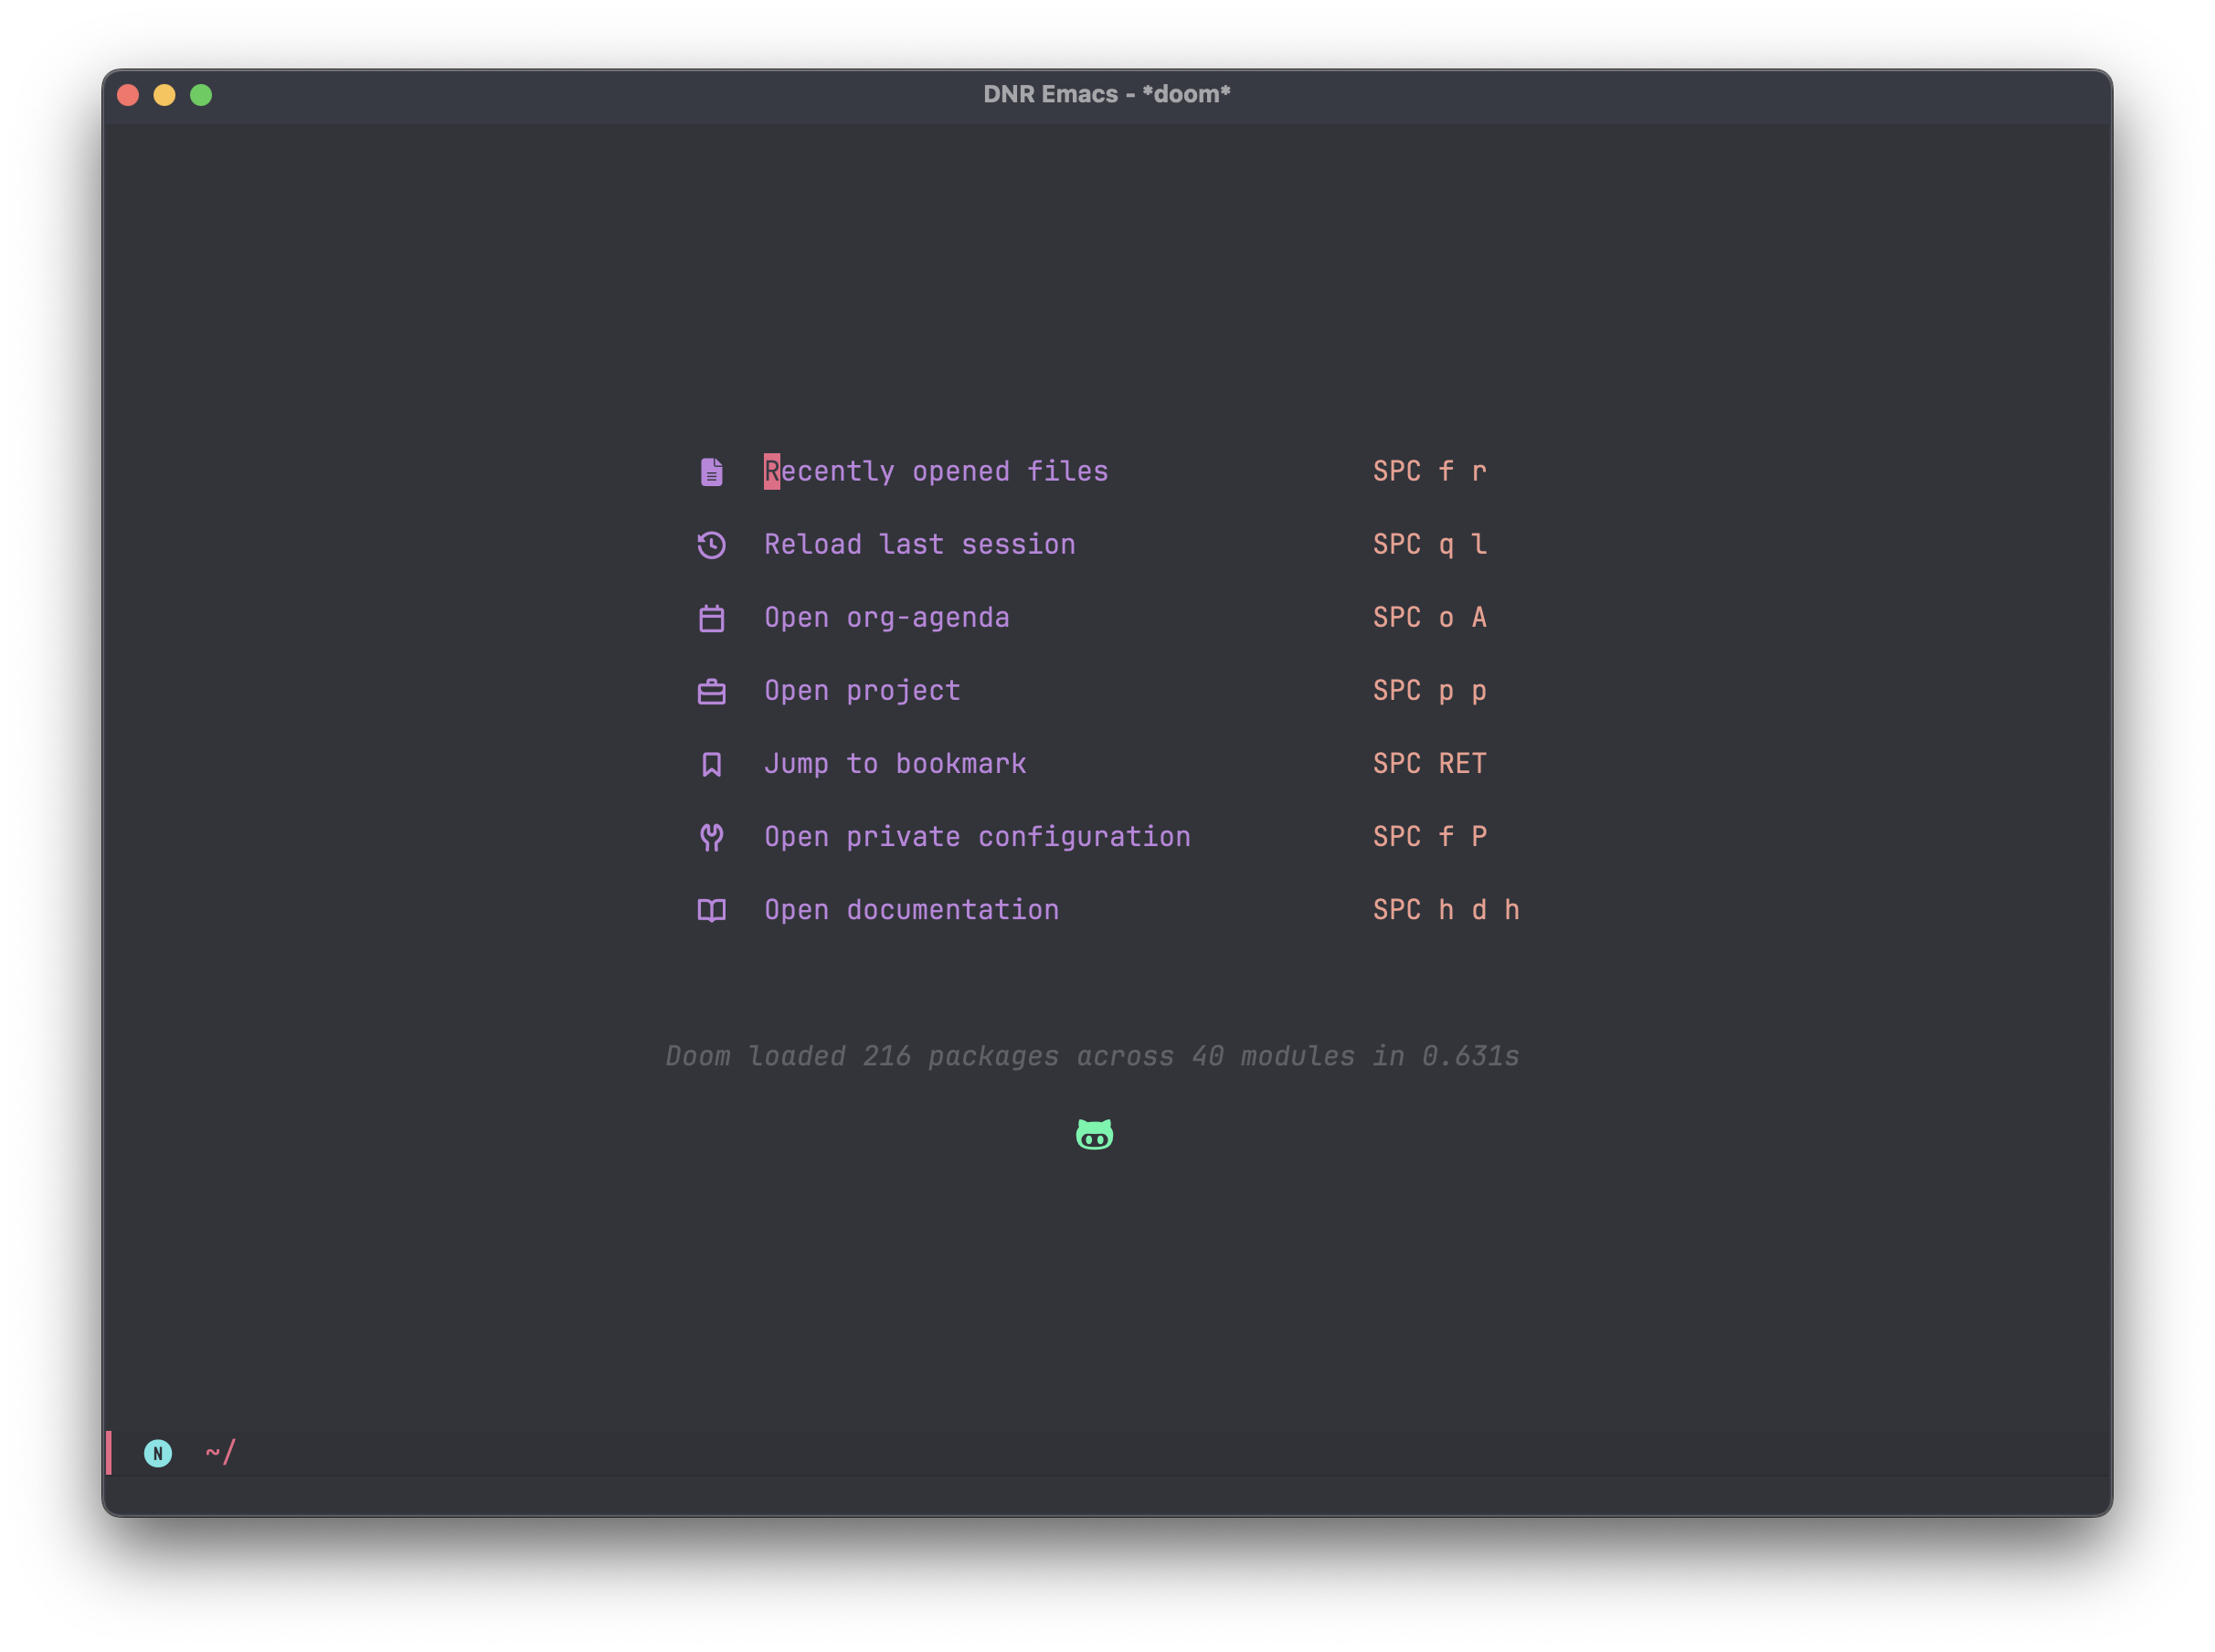 DNR Emacs - *doom*
Recently opened files SPC f r
Reload last session SPC q l
Open org-agenda SPC o A
Open project SPC p p
Jump to bookmark SPC RET
Open private configuration SPC f P
Open documentation SPC h d h
Doom loaded 216 packages across 40 modules in 0.631s
N ~/